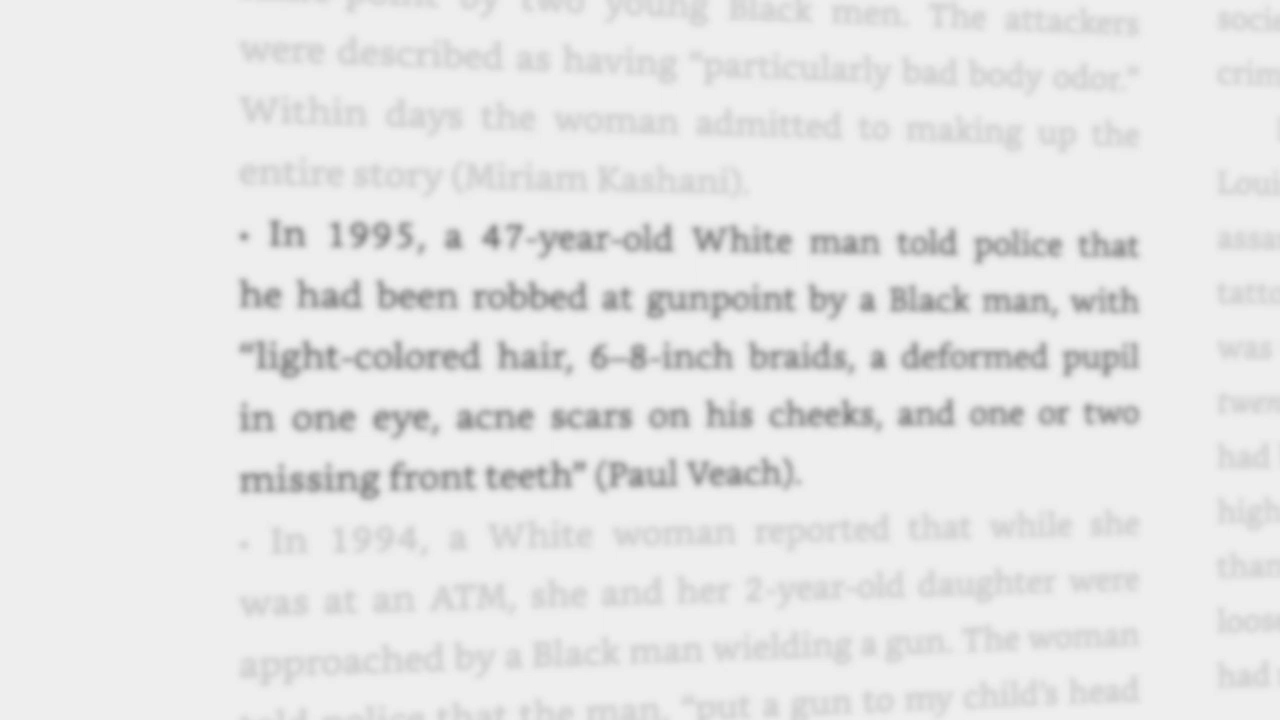 point by two young Black men. The attackers
were described as having “particularly bad body odor.”
Within days the woman admitted to making up the
entire story (Miriam Kashani).
• In 1995, a 47-year-old White man told police that
he had been robbed at gunpoint by a Black man, with
“light-colored hair, 6–8-inch braids, a deformed pupil
in one eye, acne scars on his cheeks, and one or two
missing front teeth” (Paul Veach).
• In 1994, a White woman reported that while she
was at an ATM, she and her 2-year-old daughter were
approached by a Black man wielding a gun. The woman
told police that the man, “put a gun to my child’s head
was
had
had